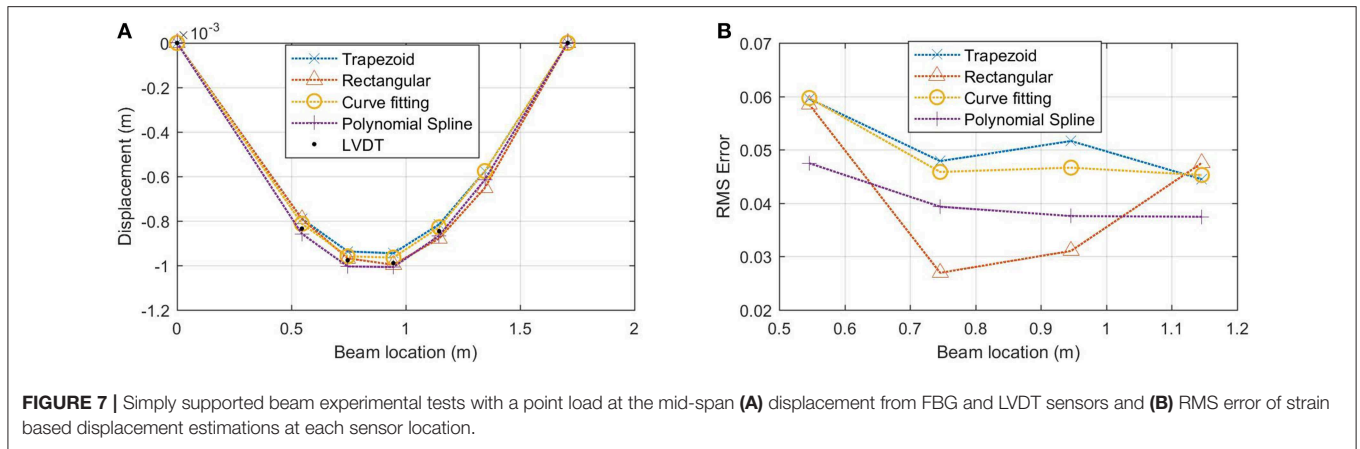 A
×10-3
0
-0.2
-0.4
-0.6
-0.8
-1
-1.2
Displacement (m)
Trapezoid
Rectangular
Curve fitting
Polynomial Spline
LVDT
0
0.5
1
1.5
2
Beam location (m)
B
0.07
0.06
0.05
0.04
0.03
0.02
RMS Error
Trapezoid
Rectangular
Curve fitting
Polynomial Spline
0.5
0.6
0.7
0.8
0.9
1
1.1
1.2
Beam location (m)
FIGURE 7 | Simply supported beam experimental tests with a point load at the mid-span (A) displacement from FBG and LVDT sensors and (B) RMS error of strain
based displacement estimations at each sensor location.